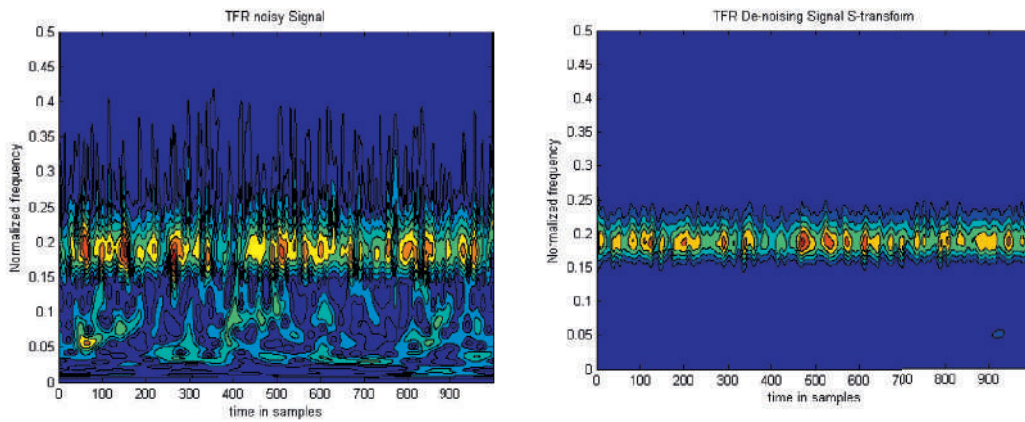 TFR noisy Signal
0.5
0.45
0.4
0.35
0.3
0.25
0.2
0.15
0.1
0.05
0
Normalized frequency
0 100 200 300 400 500 600 700 800 900
time in samples
TFR De-noising Signal S-transform
0.5
0.45
0.4
0.35
0.3
0.25
0.2
0.15
0.1
0.05
0
Normalized frequency
0 100 200 300 400 500 600 700 800 900
time in samples